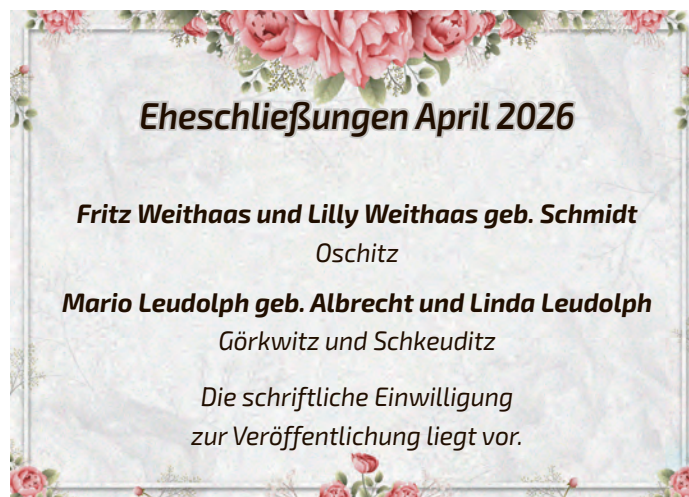 Eheschließungen April 2026
Fritz Weithaas und Lilly Weithaas geb. Schmidt
Oschitz
Mario Leudolph geb. Albrecht und Linda Leudolph
Görkwitz und Schkeuditz
Die schriftliche Einwilligung
zur Veröffentlichung liegt vor.